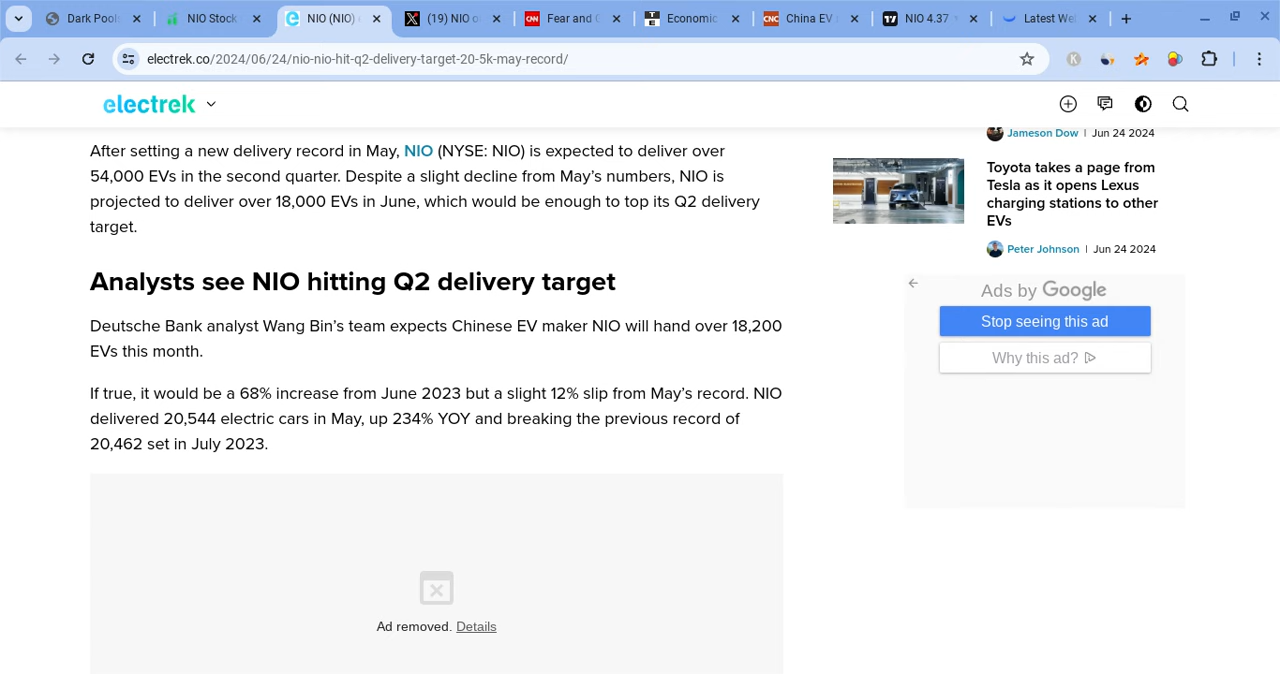 Dark Pools
NIO Stock
NIO (NIO)
(19) NIO o
Fear and
Economic
China EV
NIO 4.37
Latest We
electrek.co/2024/06/24/nio-nio-hit-q2-delivery-target-20-5k-may-record/
electrek
After setting a new delivery record in May, NIO (NYSE: NIO) is expected to deliver over
54,000 EVs in the second quarter. Despite a slight decline from May’s numbers, NIO is
projected to deliver over 18,000 EVs in June, which would be enough to top its Q2 delivery
target.
Analysts see NIO hitting Q2 delivery target
Deutsche Bank analyst Wang Bin’s team expects Chinese EV maker NIO will hand over 18,200
EVs this month.
If true, it would be a 68% increase from June 2023 but a slight 12% slip from May’s record. NIO
delivered 20,544 electric cars in May, up 234% YOY and breaking the previous record of
20,462 set in July 2023.
Ad removed. Details
Jameson Dow | Jun 24 2024
Toyota takes a page from
Tesla as it opens Lexus
charging stations to other
EVs
Peter Johnson | Jun 24 2024
Ads by Google
Stop seeing this ad
Why this ad?